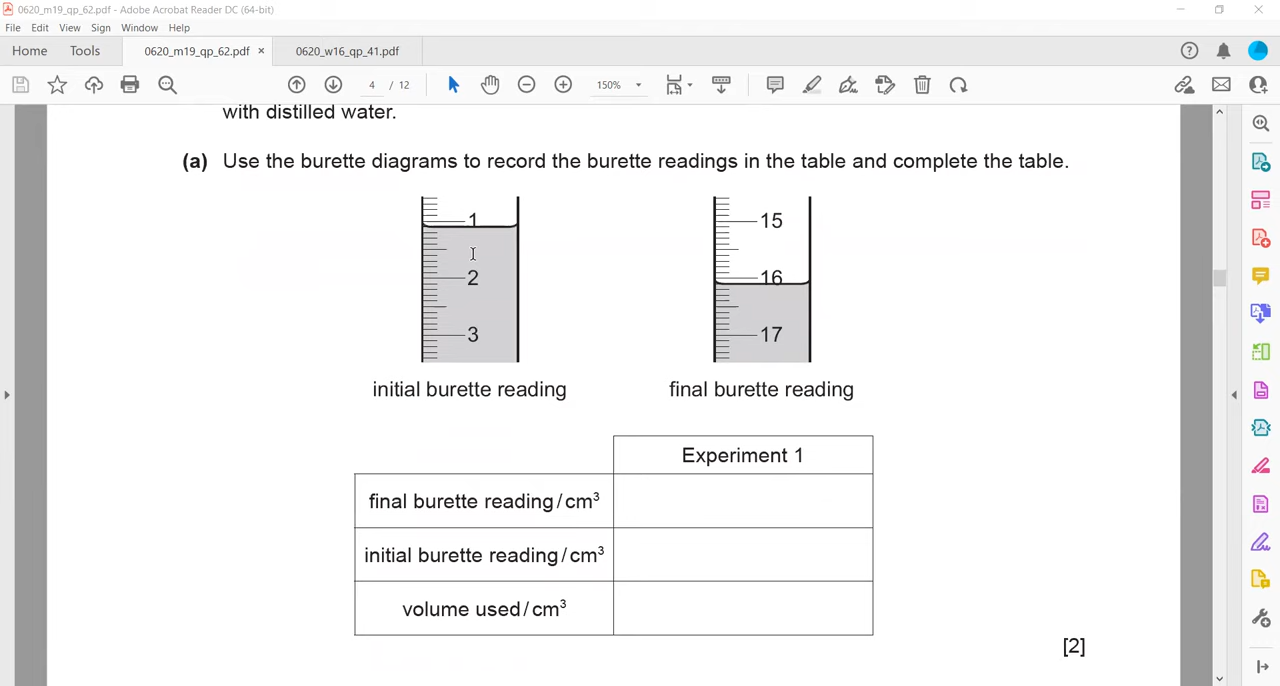 0620_m19_qp_62.pdf - Adobe Acrobat Reader DC (64-bit)
File Edit View Sign Window Help
Home Tools 0620_m19_qp_62.pdf × 0620_w16_qp_41.pdf
4 / 12 150%
with distilled water.
(a) Use the burette diagrams to record the burette readings in the table and complete the table.
1 15
2 16
3 17
initial burette reading final burette reading
Experiment 1
final burette reading / cm³
initial burette reading / cm³
volume used / cm³
[2]